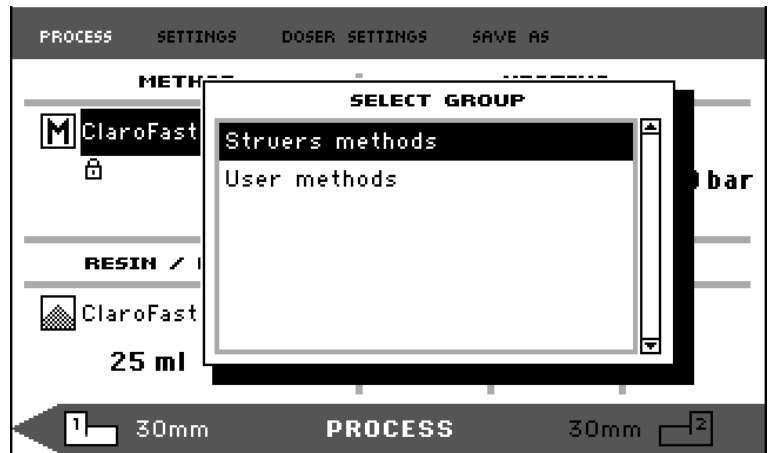 PROCESS SETTINGS DOSER SETTINGS SAVE AS
SELECT GROUP
Struers methods
User methods
M ClaroFast
bar
RESIN /
ClaroFast
25 ml
1 30mm PROCESS 30mm 2